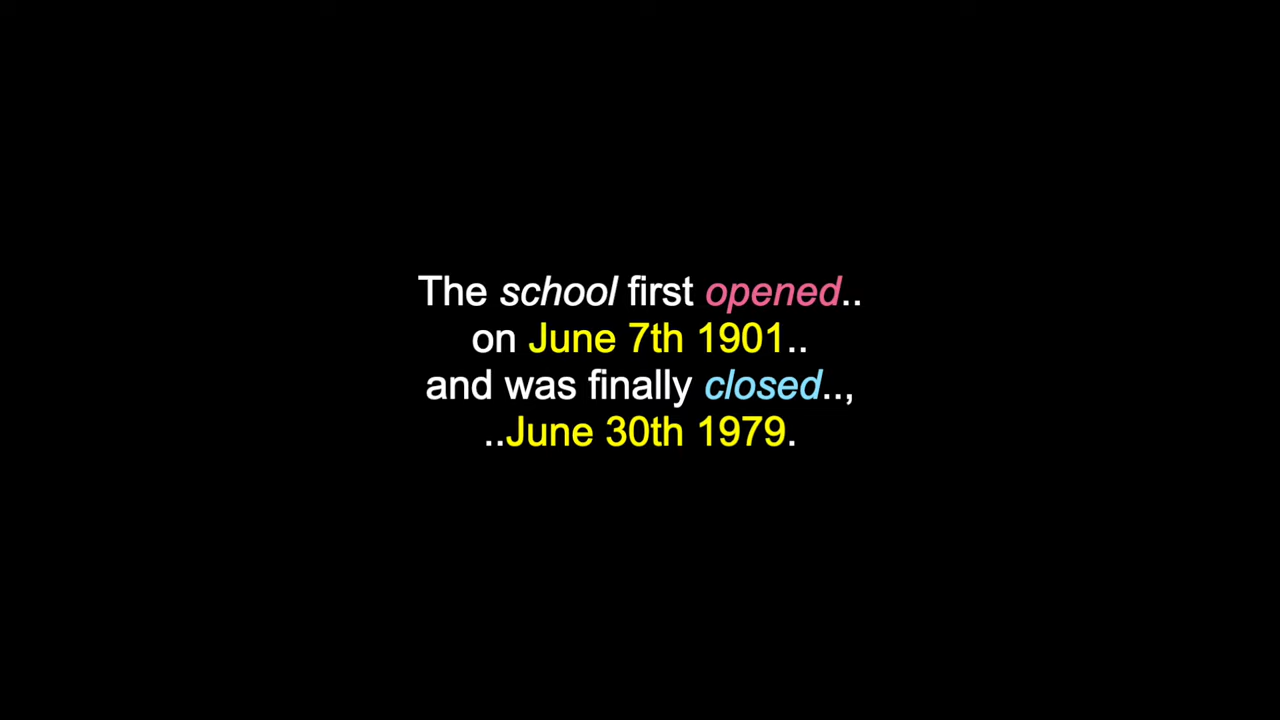 The school first opened..
on June 7th 1901..
and was finally closed..,
..June 30th 1979.